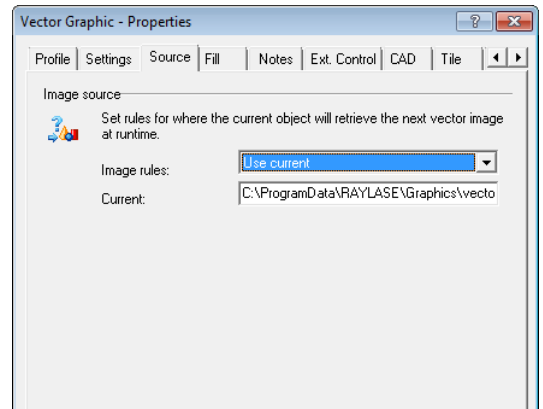 Vector Graphic - Properties
Profile Settings Source Fill Notes Ext. Control CAD Tile
Image source
Set rules for where the current object will retrieve the next vector image
at runtime.
Image rules: Use current
Current: C:\ProgramData\RAYLASE\Graphics\vecto